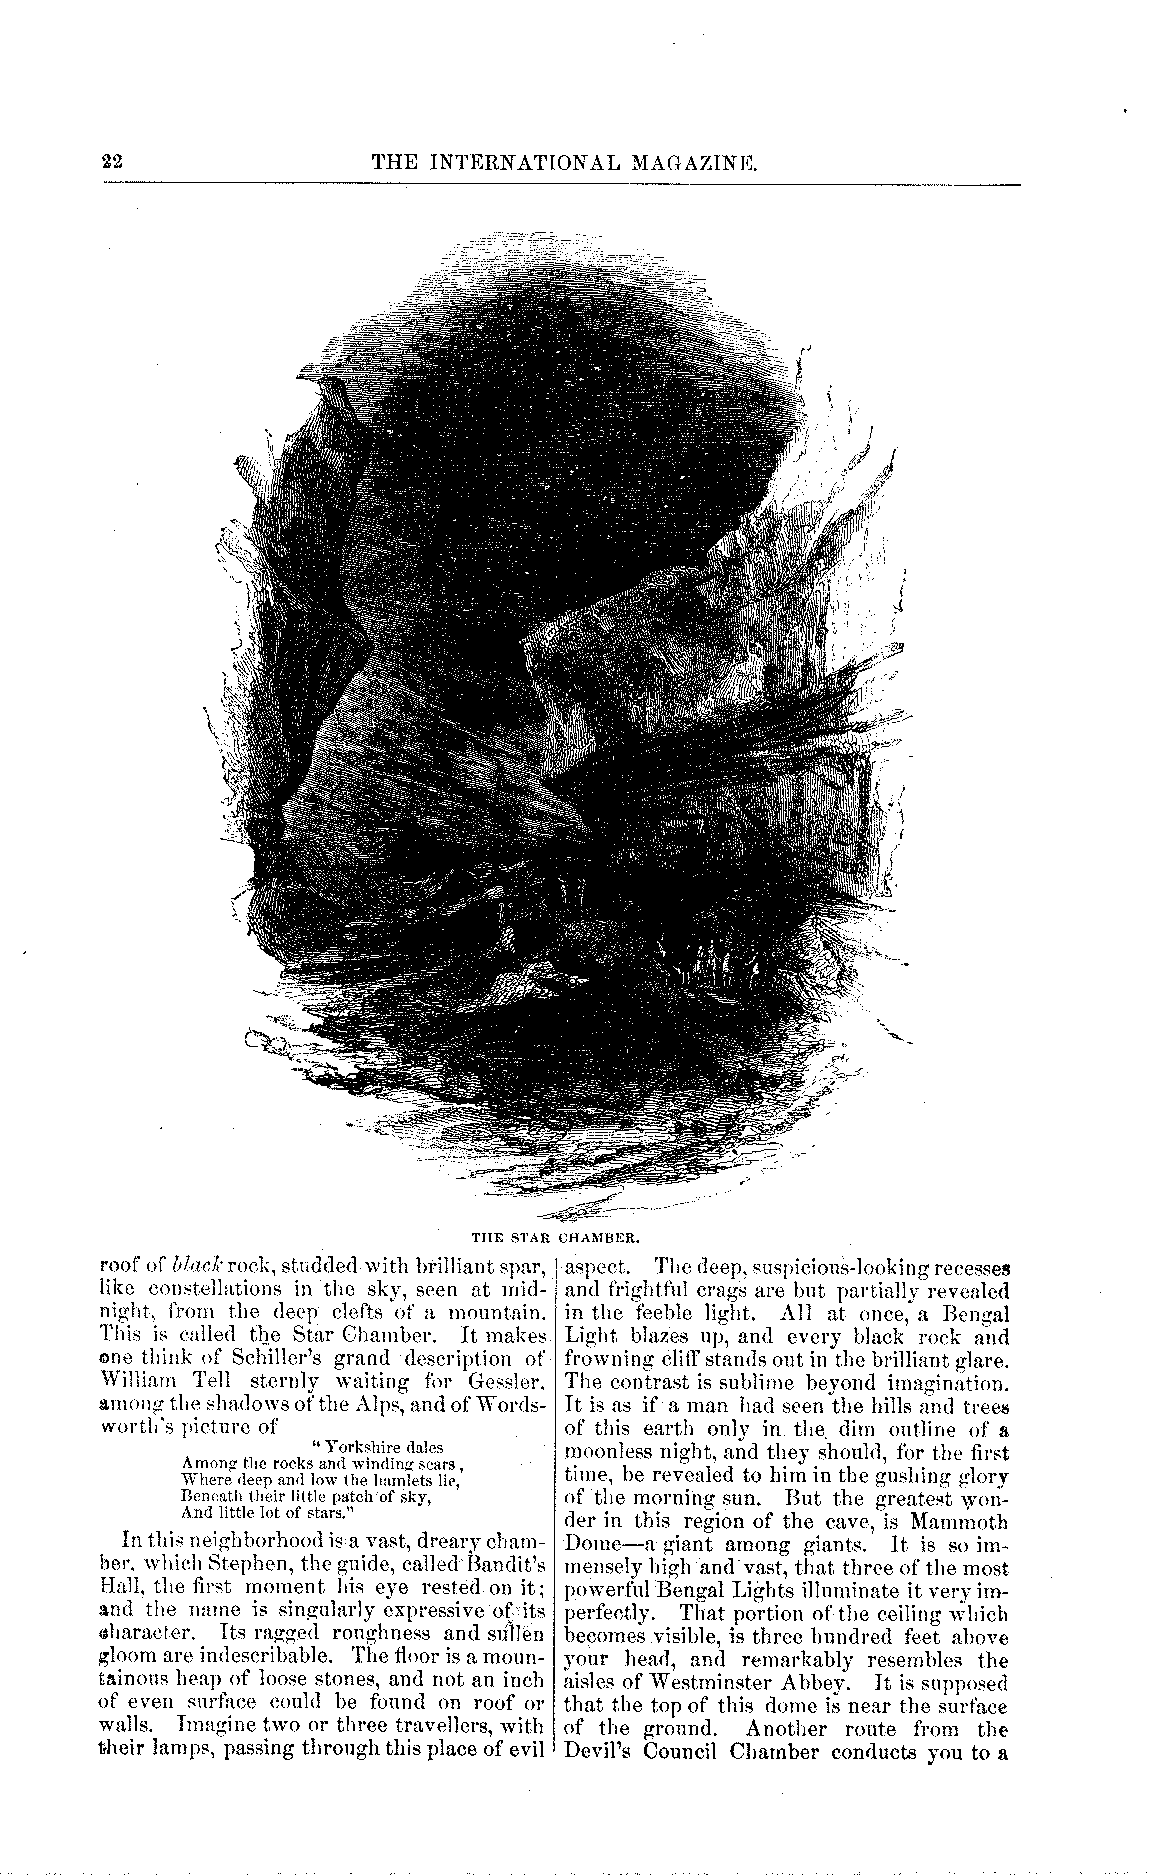 22
THE INTERNATIONAL MAGAZINE.
THE STAR CHAMBER.
roof of black rock, studded with brilliant spar,
like constellations in the sky, seen at mid-
night, from the deep clefts of a mountain.
This is called the Star Chamber. It makes
one think of Schiller's grand description of
William Tell sternly waiting for Gessler,
among the shadows of the Alps, and of Words-
worth's picture of
"Yorkshire dales
Among the rocks and winding scars,
Where deep and low the hamlets lie,
Beneath their little patch of sky,
And little lot of stars."
In this neighborhood is a vast, dreary cham-
ber, which Stephen, the guide, called Bandit's
Hall, the first moment his eye rested on it;
and the name is singularly expressive of its
character. Its ragged roughness and sullen
gloom are indescribable. The floor is a moun-
tainous heap of loose stones, and not an inch
of even surface could be found on roof or
walls. Imagine two or three travellers, with
their lamps, passing through this place of evil
aspect. The deep, suspicious-looking recesses
and frightful crags are but partially revealed
in the feeble light. All at once, a Bengal
Light blazes up, and every black rock and
frowning cliff stands out in the brilliant glare.
The contrast is sublime beyond imagination.
It is as if a man had seen the hills and trees
of this earth only in the dim outline of a
moonless night, and they should, for the first
time, be revealed to him in the gushing glory
of the morning sun. But the greatest won-
der in this region of the cave, is Mammoth
Dome—a giant among giants. It is so im-
mensely high and vast, that three of the most
powerful Bengal Lights illuminate it very im-
perfectly. That portion of the ceiling which
becomes visible, is three hundred feet above
your head, and remarkably resembles the
aisles of Westminster Abbey. It is supposed
that the top of this dome is near the surface
of the ground. Another route from the
Devil's Council Chamber conducts you to a